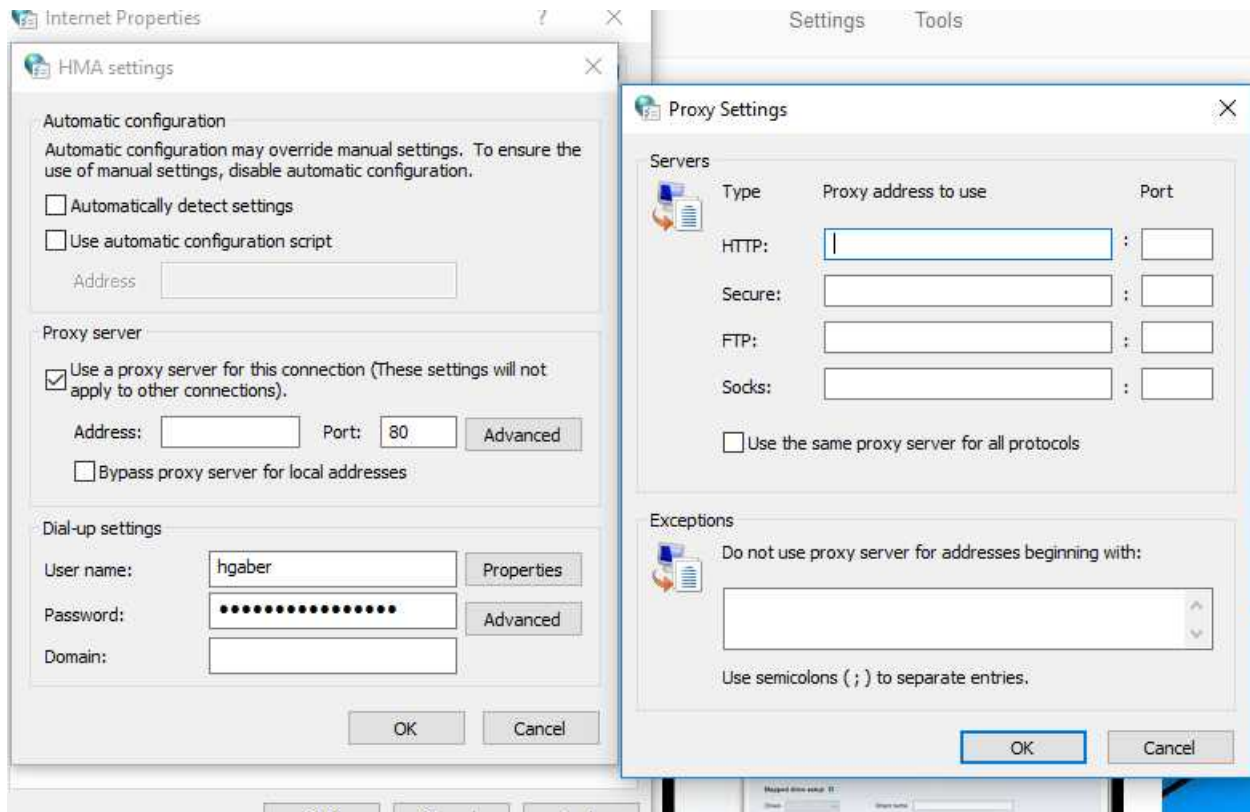 Internet Properties
Settings Tools
HMA settings
Automatic configuration
Automatic configuration may override manual settings. To ensure the
use of manual settings, disable automatic configuration.
Automatically detect settings
Use automatic configuration script
Address
Proxy server
Use a proxy server for this connection (These settings will not
apply to other connections).
Address: Port: 80 Advanced
Bypass proxy server for local addresses
Dial-up settings
User name: hgaber Properties
Password: ●●●●●●●●●●●●●●●● Advanced
Domain:
OK Cancel
Proxy Settings
Servers
Type Proxy address to use Port
HTTP: :
Secure: :
FTP: :
Socks: :
Use the same proxy server for all protocols
Exceptions
Do not use proxy server for addresses beginning with:
Use semicolons ( ; ) to separate entries.
OK Cancel
Mapped drive setup